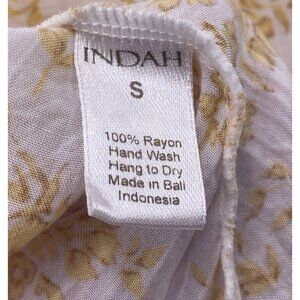 INDAH
S
100% Rayon
Hand Wash
Hang to Dry
Made in Bali
Indonesia